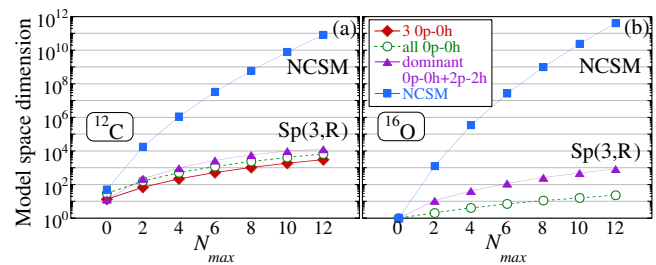 10^12
10^10
10^8
10^6
10^4
10^2
10^0
Model space dimension
(a)
NCSM
^12C
Sp(3,R)
0 2 4 6 8 10 12
N_max
3 0p-0h
all 0p-0h
dominant
0p-0h+2p-2h
NCSM
(b)
NCSM
^16O
Sp(3,R)
0 2 4 6 8 10 12
N_max